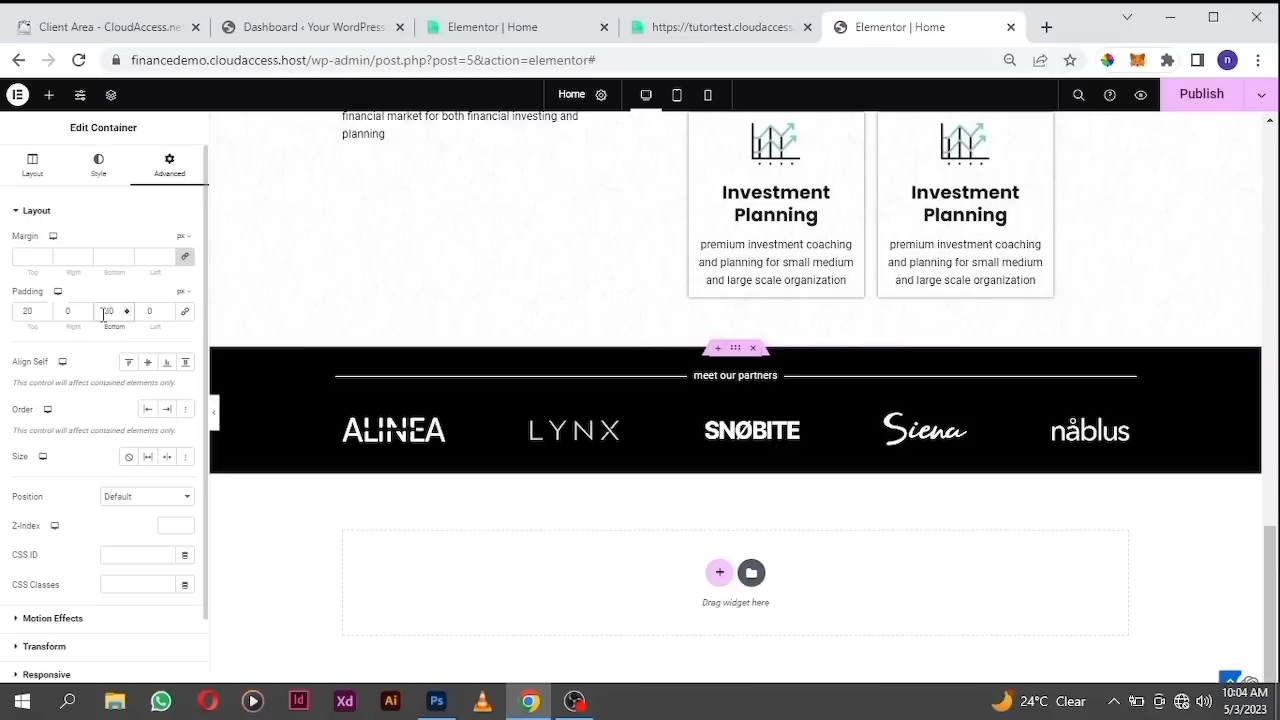 Client Area - CloudAccess.ho
Dashboard ‹ Your WordPress
Elementor | Home
https://tutortest.cloudaccess.
Elementor | Home
financedemo.cloudaccess.host/wp-admin/post.php?post=5&action=elementor#
Home
Publish
Edit Container
Layout
Style
Advanced
Layout
Margin
px
Top
Right
Bottom
Left
Padding
px
20
0
30
0
Top
Right
Bottom
Left
Align Self
This control will affect contained elements only.
Order
This control will affect contained elements only.
Size
Position
Default
Z-Index
CSS ID
CSS Classes
Motion Effects
Transform
Responsive
financial market for both financial investing and
planning
Investment
Planning
premium investment coaching
and planning for small medium
and large scale organization
Investment
Planning
premium investment coaching
and planning for small medium
and large scale organization
meet our partners
ALINEA
LYNX
SNØBITE
Siena
nåblus
Drag widget here
24°C Clear
10:04 AM
5/3/2023